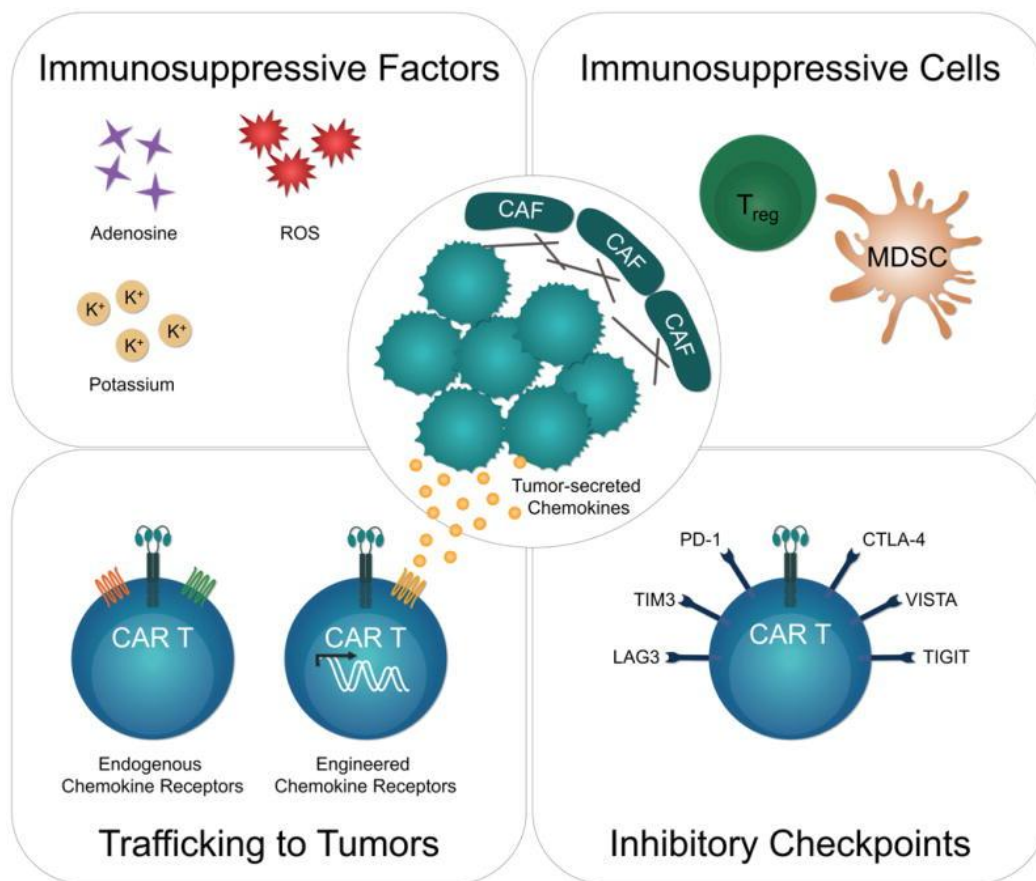 Immunosuppressive Factors
Adenosine
ROS
K⁺
K⁺
K⁺
K⁺
Potassium
Immunosuppressive Cells
Treg
MDSC
CAF
CAF
CAF
Tumor-secreted
Chemokines
CAR T
Endogenous
Chemokine Receptors
CAR T
Engineered
Chemokine Receptors
Trafficking to Tumors
PD-1
CTLA-4
TIM3
VISTA
CAR T
LAG3
TIGIT
Inhibitory Checkpoints